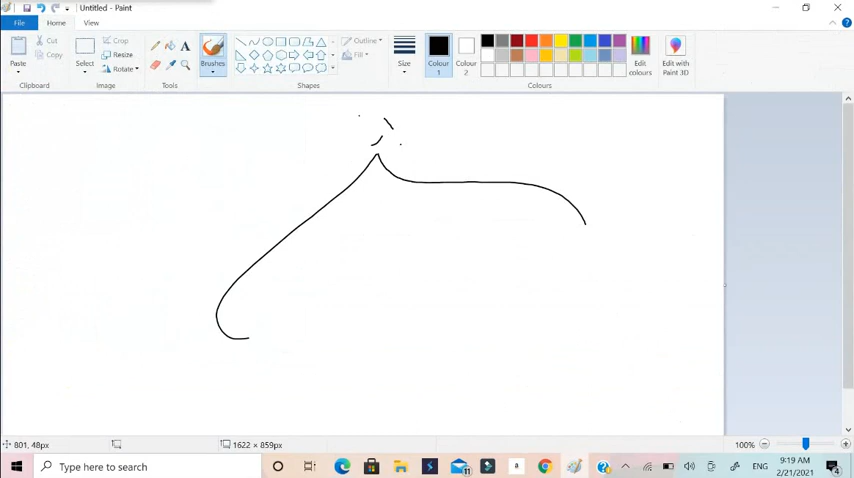 Untitled - Paint
File Home View
Paste
Cut
Copy
Clipboard
Select
Crop
Resize
Rotate
Image
A
Tools
Brushes
Outline
Fill
Shapes
Size
Colour 1
Colour 2
Edit colours
Edit with Paint 3D
Colours
801, 48px
1622 × 859px
100%
Type here to search
11
a
ENG
9:19 AM
2/21/2021
4